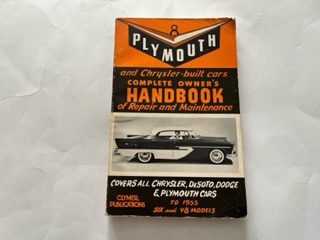 8
PLYMOUTH
and Chrysler-built cars
COMPLETE OWNER'S
HANDBOOK
of Repair and Maintenance
COVERS ALL CHRYSLER, DeSOTO, DODGE
& PLYMOUTH CARS
TO 1955
SIX and V8 MODELS
CLYMER
PUBLICATIONS